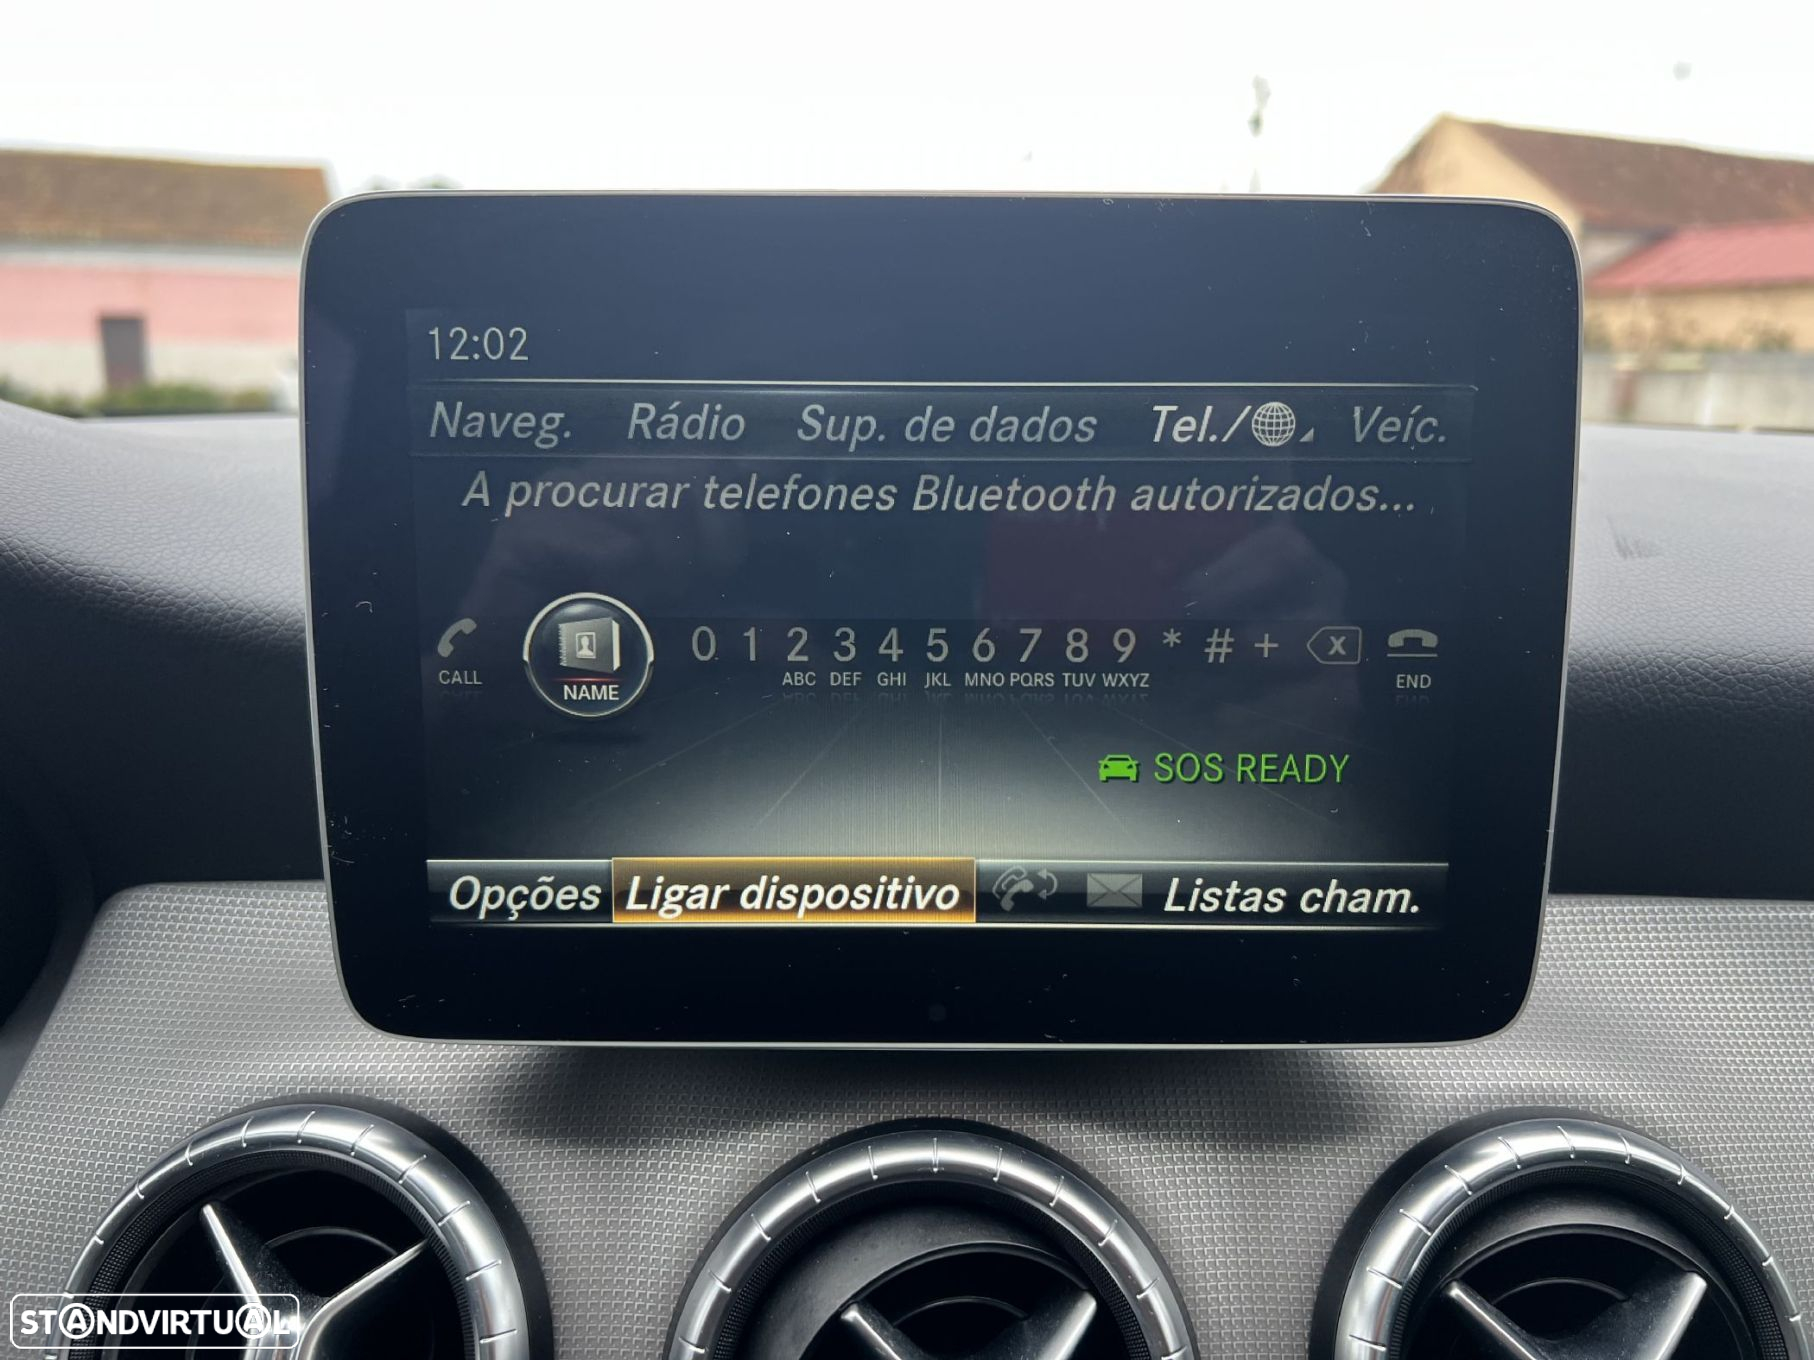 12:02
Naveg. Rádio Sup. de dados Tel./ Veíc.
A procurar telefones Bluetooth autorizados...
0 1 2 3 4 5 6 7 8 9 * # + x
CALL NAME ABC DEF GHI JKL MNO PQRS TUV WXYZ END
SOS READY
Opções Ligar dispositivo Listas cham.
STANDVIRTUAL